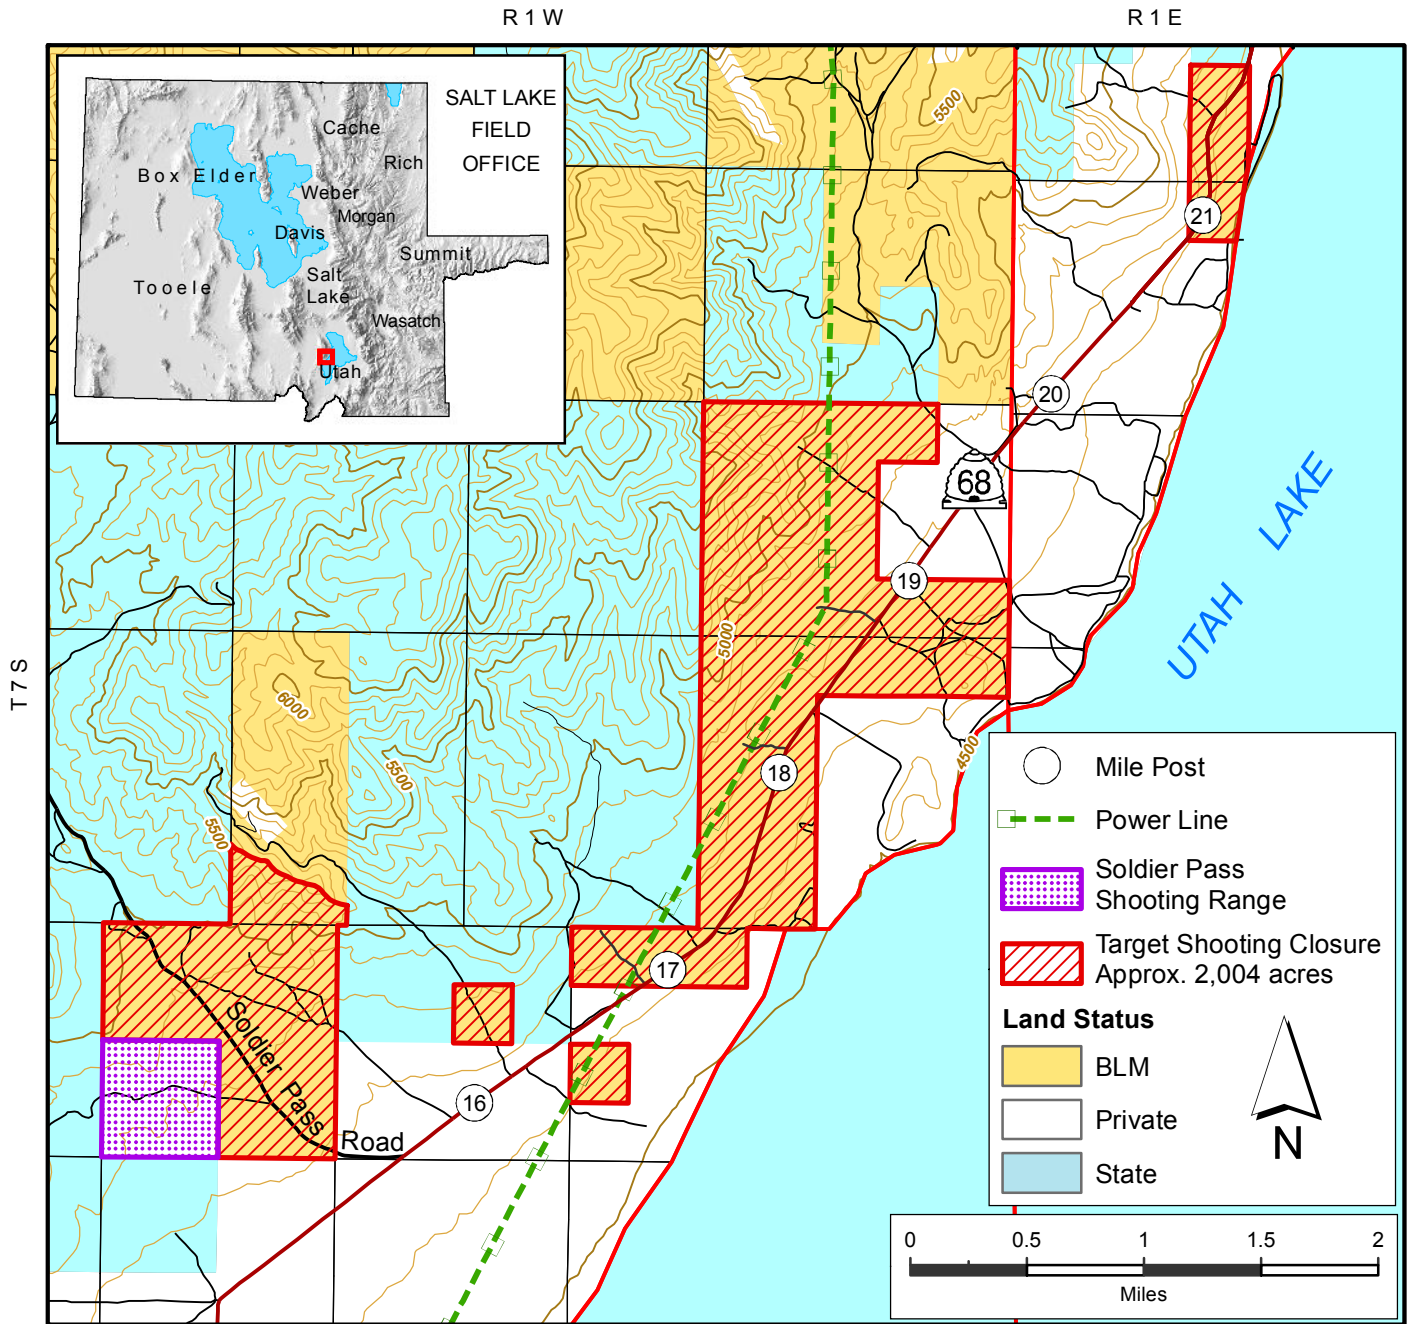 R 1 W
R 1 E
T 7 S
SALT LAKE
FIELD
OFFICE
Cache
Rich
Box Elder
Weber
Morgan
Davis
Summit
Salt
Lake
Tooele
Wasatch
Utah
5500
21
20
68
19
UTAH LAKE
5000
6000
18
4500
5500
5500
17
16
Soldier Pass Road
Mile Post
Power Line
Soldier Pass
Shooting Range
Target Shooting Closure
Approx. 2,004 acres
Land Status
BLM
Private
State
N
0 0.5 1 1.5 2
Miles